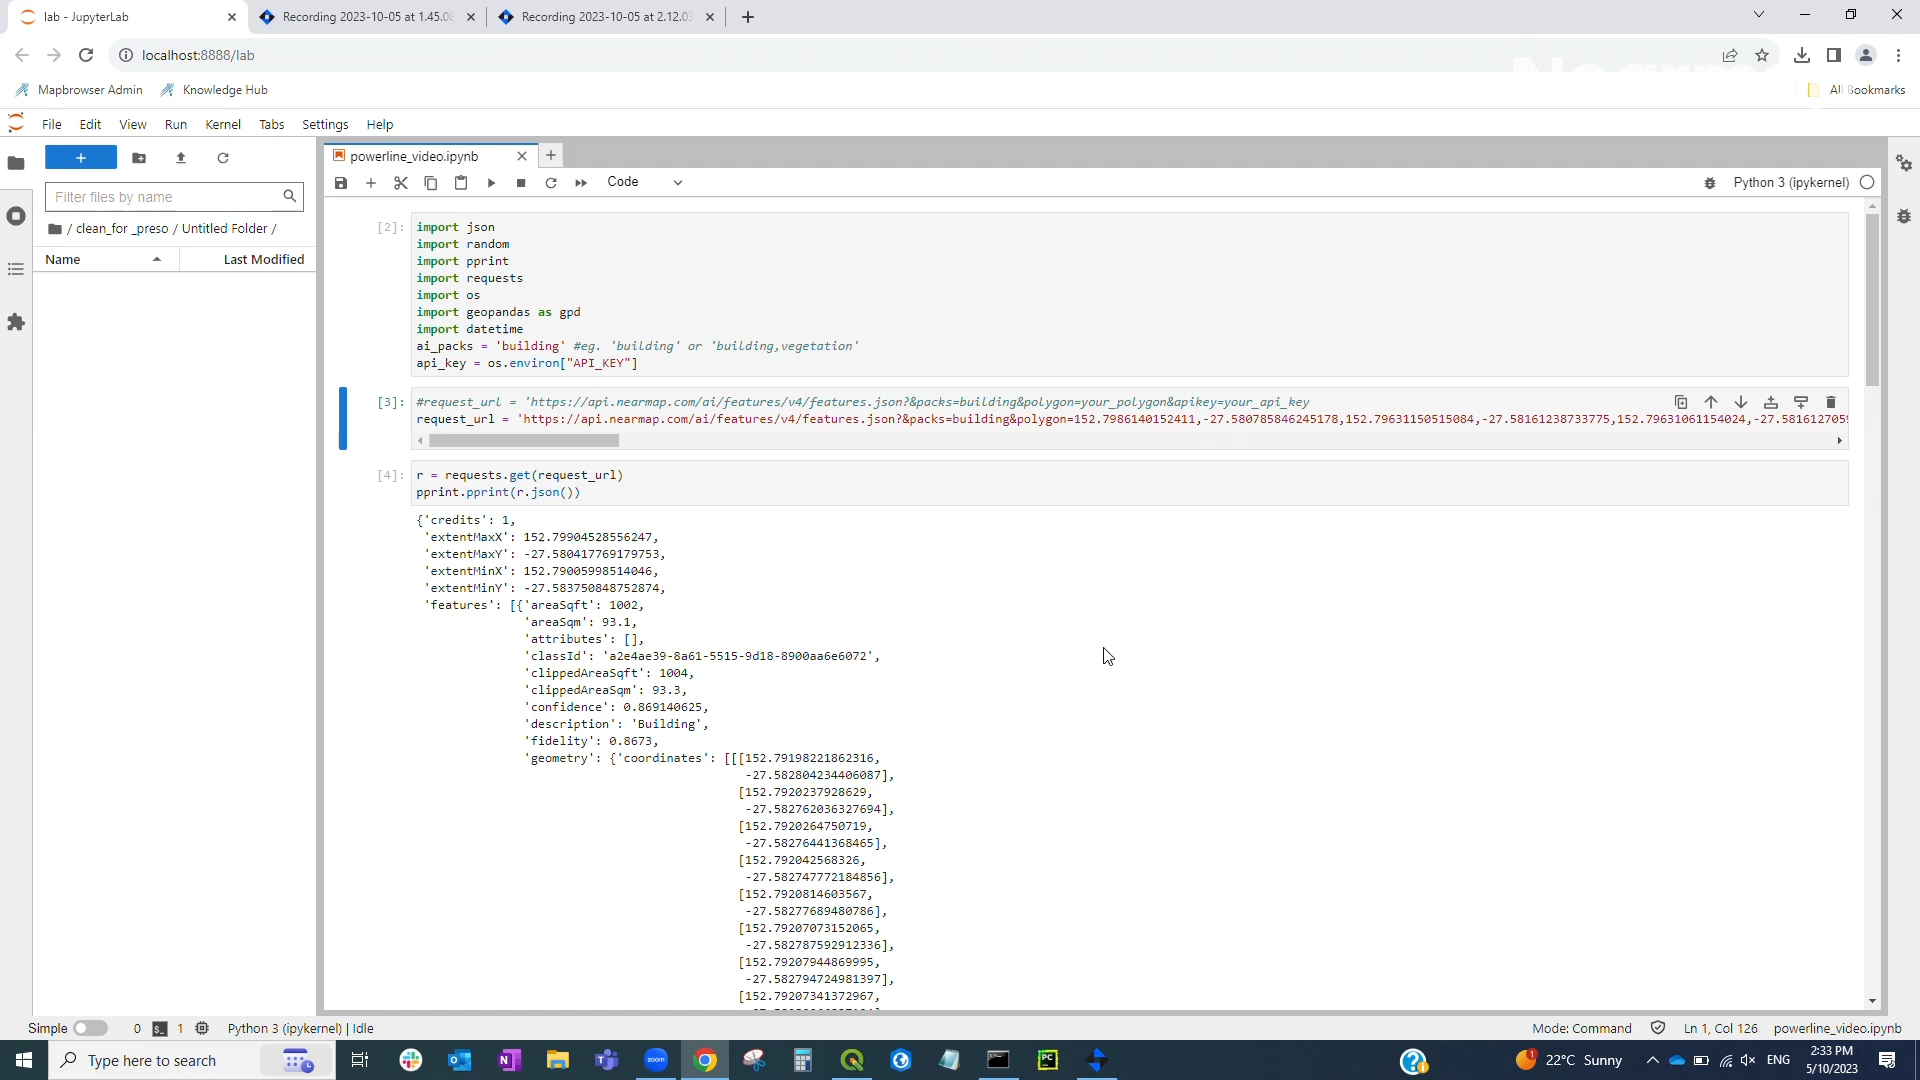 lab - JupyterLab
Recording 2023-10-05 at 1.45.08
Recording 2023-10-05 at 2.12.03
localhost:8888/lab
Mapbrowser Admin
Knowledge Hub
All Bookmarks
File Edit View Run Kernel Tabs Settings Help
powerline_video.ipynb
Code
Python 3 (ipykernel)
Filter files by name
/ clean_for _preso / Untitled Folder /
Name
Last Modified
[2]:
import json
import random
import pprint
import requests
import os
import geopandas as gpd
import datetime
ai_packs = 'building' #eg. 'building' or 'building,vegetation'
api_key = os.environ["API_KEY"]
[3]:
#request_url = 'https://api.nearmap.com/ai/features/v4/features.json?&packs=building&polygon=your_polygon&apikey=your_api_key
request_url = 'https://api.nearmap.com/ai/features/v4/features.json?&packs=building&polygon=152.7986140152411,-27.580785846245178,152.79631150515084,-27.58161238733775,152.79631061154024,-27.5816127059
[4]:
r = requests.get(request_url)
pprint.pprint(r.json())
{'credits': 1,
'extentMaxX': 152.79904528556247,
'extentMaxY': -27.580417769179753,
'extentMinX': 152.79005998514046,
'extentMinY': -27.583750848752874,
'features': [{'areaSqft': 1002,
'areaSqm': 93.1,
'attributes': [],
'classId': 'a2e4ae39-8a61-5515-9d18-8900aa6e6072',
'clippedAreaSqft': 1004,
'clippedAreaSqm': 93.3,
'confidence': 0.869140625,
'description': 'Building',
'fidelity': 0.8673,
'geometry': {'coordinates': [[[152.79198221862316,
-27.582804234406087],
[152.7920237928629,
-27.582762036327694],
[152.7920264750719,
-27.58276441368465],
[152.792042568326,
-27.582747772184856],
[152.7920814603567,
-27.58277689480786],
[152.79207073152065,
-27.582787592912336],
[152.79207944869995,
-27.582794724981397],
[152.79207341372967,
Simple
0
1
Python 3 (ipykernel) | Idle
Mode: Command
Ln 1, Col 126
powerline_video.ipynb
Type here to search
zoom
PC
22°C Sunny
ENG
2:33 PM
5/10/2023